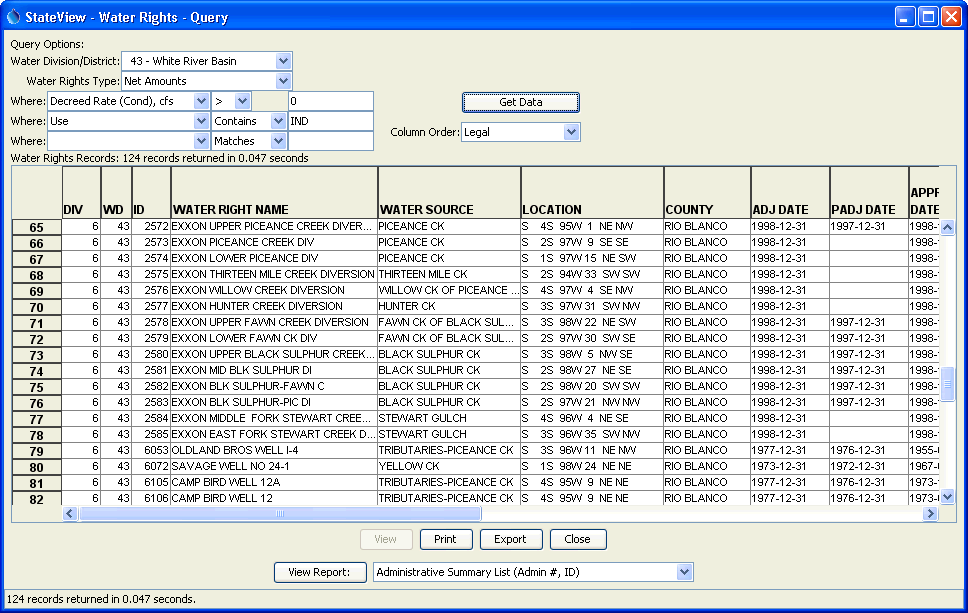 StateView - Water Rights - Query
Query Options:
Water Division/District: 43 - White River Basin
Water Rights Type: Net Amounts
Where: Decreed Rate (Cond), cfs > 0
Get Data
Where: Use Contains IND
Column Order: Legal
Where: Matches
Water Rights Records: 124 records returned in 0.047 seconds
DIV WD ID WATER RIGHT NAME WATER SOURCE LOCATION COUNTY ADJ DATE PADJ DATE DATE
65 6 43 2572 EXXON UPPER PICEANCE CREEK DIVER... PICEANCE CK S 4S 95W 1 NE NW RIO BLANCO 1998-12-31 1997-12-31 1998-
66 6 43 2573 EXXON PICEANCE CREEK DIV PICEANCE CK S 2S 97W 9 SE SE RIO BLANCO 1998-12-31 1998-
67 6 43 2574 EXXON LOWER PICEANCE DIV PICEANCE CK S 1S 97W 15 NE SW RIO BLANCO 1998-12-31 1998-
68 6 43 2575 EXXON THIRTEEN MILE CREEK DIVERSION THIRTEEN MILE CK S 2S 94W 33 SW SW RIO BLANCO 1998-12-31 1998-
69 6 43 2576 EXXON WILLOW CREEK DIVERSION WILLOW CK OF PICEANCE ... S 4S 97W 4 SE NW RIO BLANCO 1998-12-31 1998-
70 6 43 2577 EXXON HUNTER CREEK DIVERSION HUNTER CK S 3S 97W 31 SW NW RIO BLANCO 1998-12-31 1998-
71 6 43 2578 EXXON UPPER FAWN CREEK DIVERSION FAWN CK OF BLACK SUL... S 3S 98W 22 NE SW RIO BLANCO 1998-12-31 1997-12-31 1998-
72 6 43 2579 EXXON LOWER FAWN CK DIV FAWN CK OF BLACK SUL... S 2S 97W 30 SW SE RIO BLANCO 1998-12-31 1997-12-31 1998-
73 6 43 2580 EXXON UPPER BLACK SULPHUR CREEK... BLACK SULPHUR CK S 3S 98W 5 NW SE RIO BLANCO 1998-12-31 1997-12-31 1998-
74 6 43 2581 EXXON MID BLK SULPHUR DI BLACK SULPHUR CK S 2S 98W 27 NE SE RIO BLANCO 1998-12-31 1997-12-31 1998-
75 6 43 2582 EXXON BLK SULPHUR-FAWN C BLACK SULPHUR CK S 2S 98W 20 SW SW RIO BLANCO 1998-12-31 1997-12-31 1998-
76 6 43 2583 EXXON BLK SULPHUR-PIC DI BLACK SULPHUR CK S 2S 97W 21 NW NW RIO BLANCO 1998-12-31 1997-12-31 1998-
77 6 43 2584 EXXON MIDDLE FORK STEWART CREE... STEWART GULCH S 4S 96W 4 NE SE RIO BLANCO 1998-12-31 1998-
78 6 43 2585 EXXON EAST FORK STEWART CREEK D... STEWART GULCH S 3S 96W 35 SW NW RIO BLANCO 1998-12-31 1998-
79 6 43 6053 OLDLAND BROS WELL I-4 TRIBUTARIES-PICEANCE CK S 3S 96W 11 NE NW RIO BLANCO 1977-12-31 1976-12-31 1955-
80 6 43 6072 SAVAGE WELL NO 24-1 YELLOW CK S 1S 98W 24 NE NE RIO BLANCO 1973-12-31 1972-12-31 1967-
81 6 43 6105 CAMP BIRD WELL 12A TRIBUTARIES-PICEANCE CK S 4S 95W 9 NE NE RIO BLANCO 1977-12-31 1976-12-31 1973-
82 6 43 6106 CAMP BIRD WELL 12 TRIBUTARIES-PICEANCE CK S 4S 95W 9 NE NE RIO BLANCO 1977-12-31 1976-12-31 1973-
View Print Export Close
View Report: Administrative Summary List (Admin #, ID)
124 records returned in 0.047 seconds.